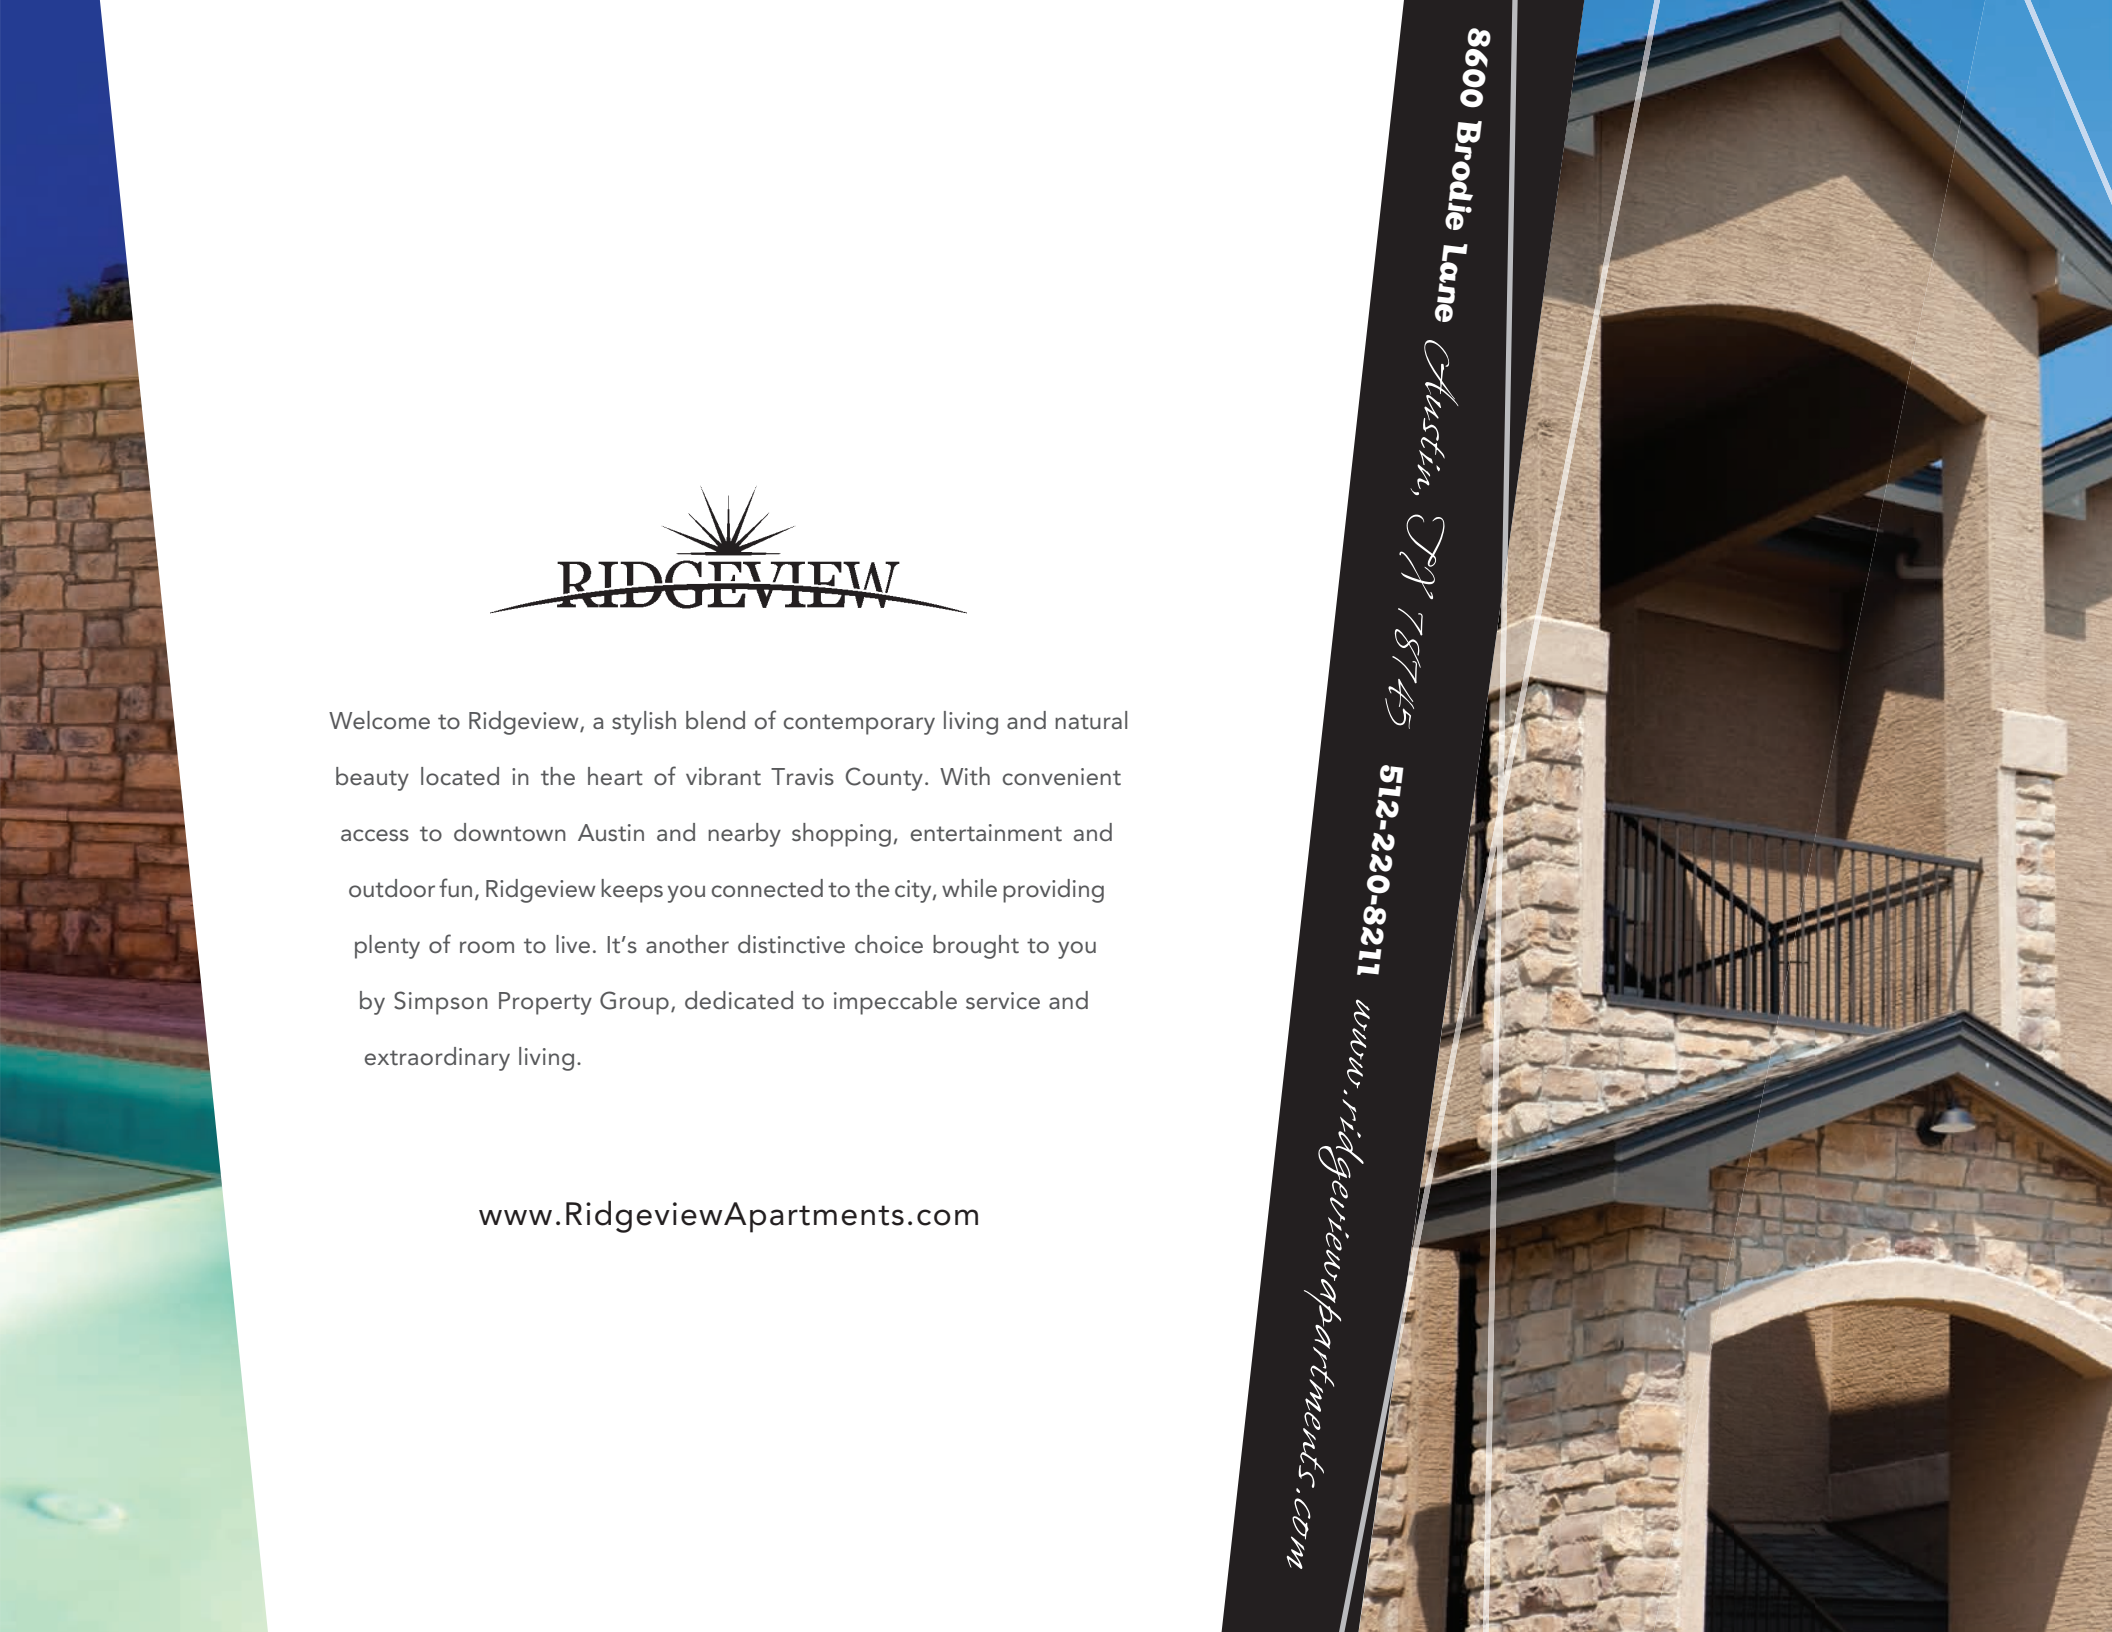 RIDGEVIEW
Welcome to Ridgeview, a stylish blend of contemporary living and natural
beauty located in the heart of vibrant Travis County. With convenient
access to downtown Austin and nearby shopping, entertainment and
outdoor fun, Ridgeview keeps you connected to the city, while providing
plenty of room to live. It’s another distinctive choice brought to you
by Simpson Property Group, dedicated to impeccable service and
extraordinary living.
www.RidgeviewApartments.com
8600 Brodie Lane Austin, TX 78745 512-220-8211 www.ridgeviewapartments.com